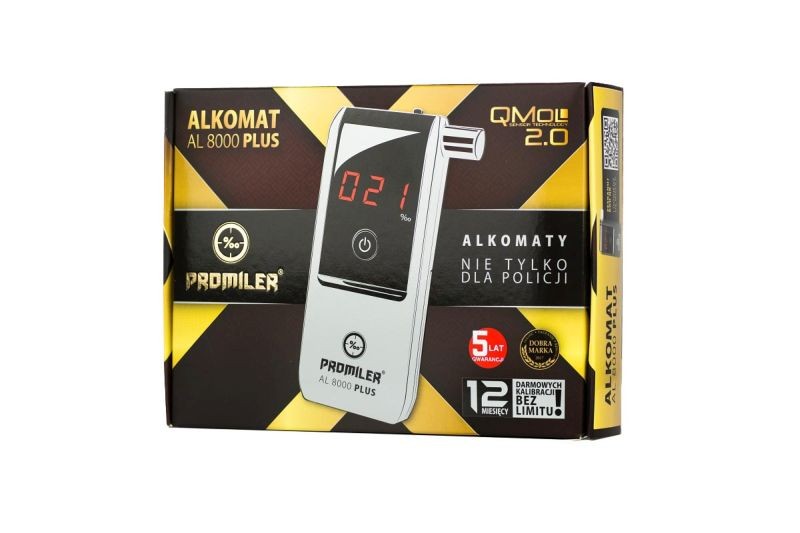 ALKOMAT
AL 8000 PLUS
‰
PROMILER®
021
‰
‰
PROMILER®
AL 8000 PLUS
QMOL
SENSOR TECHNOLOGY
2.0
ALKOMATY
NIE TYLKO
DLA POLICJI
5 LAT
GWARANCJI
DOBRA
MARKA
2017
12
MIESIĘCY
DARMOWYCH
KALIBRACJI
BEZ
LIMITU!
ALKOMAT
AL 8000 PLUS